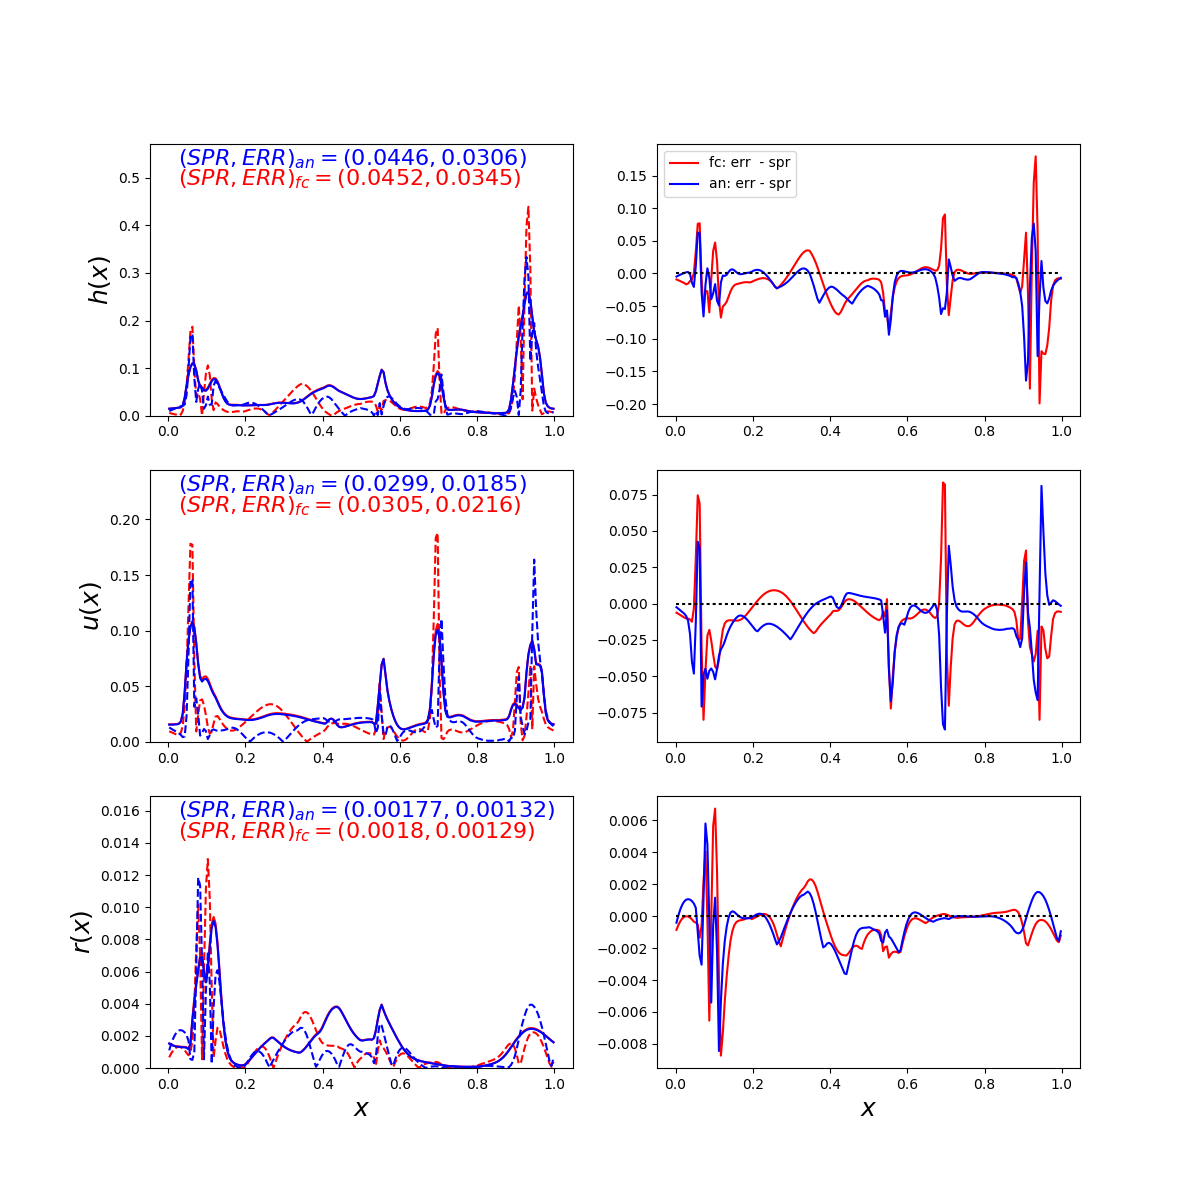 (SPR, ERR)an = (0.0446, 0.0306)
(SPR, ERR)fc = (0.0452, 0.0345)
h(x)
0.5
0.4
0.3
0.2
0.1
0.0
0.0 0.2 0.4 0.6 0.8 1.0
fc: err - spr
an: err - spr
0.15
0.10
0.05
0.00
−0.05
−0.10
−0.15
−0.20
0.0 0.2 0.4 0.6 0.8 1.0
(SPR, ERR)an = (0.0299, 0.0185)
(SPR, ERR)fc = (0.0305, 0.0216)
u(x)
0.20
0.15
0.10
0.05
0.00
0.0 0.2 0.4 0.6 0.8 1.0
0.075
0.050
0.025
0.000
−0.025
−0.050
−0.075
0.0 0.2 0.4 0.6 0.8 1.0
(SPR, ERR)an = (0.00177, 0.00132)
(SPR, ERR)fc = (0.0018, 0.00129)
r(x)
0.016
0.014
0.012
0.010
0.008
0.006
0.004
0.002
0.000
0.0 0.2 0.4 0.6 0.8 1.0
x
0.006
0.004
0.002
0.000
−0.002
−0.004
−0.006
−0.008
0.0 0.2 0.4 0.6 0.8 1.0
x